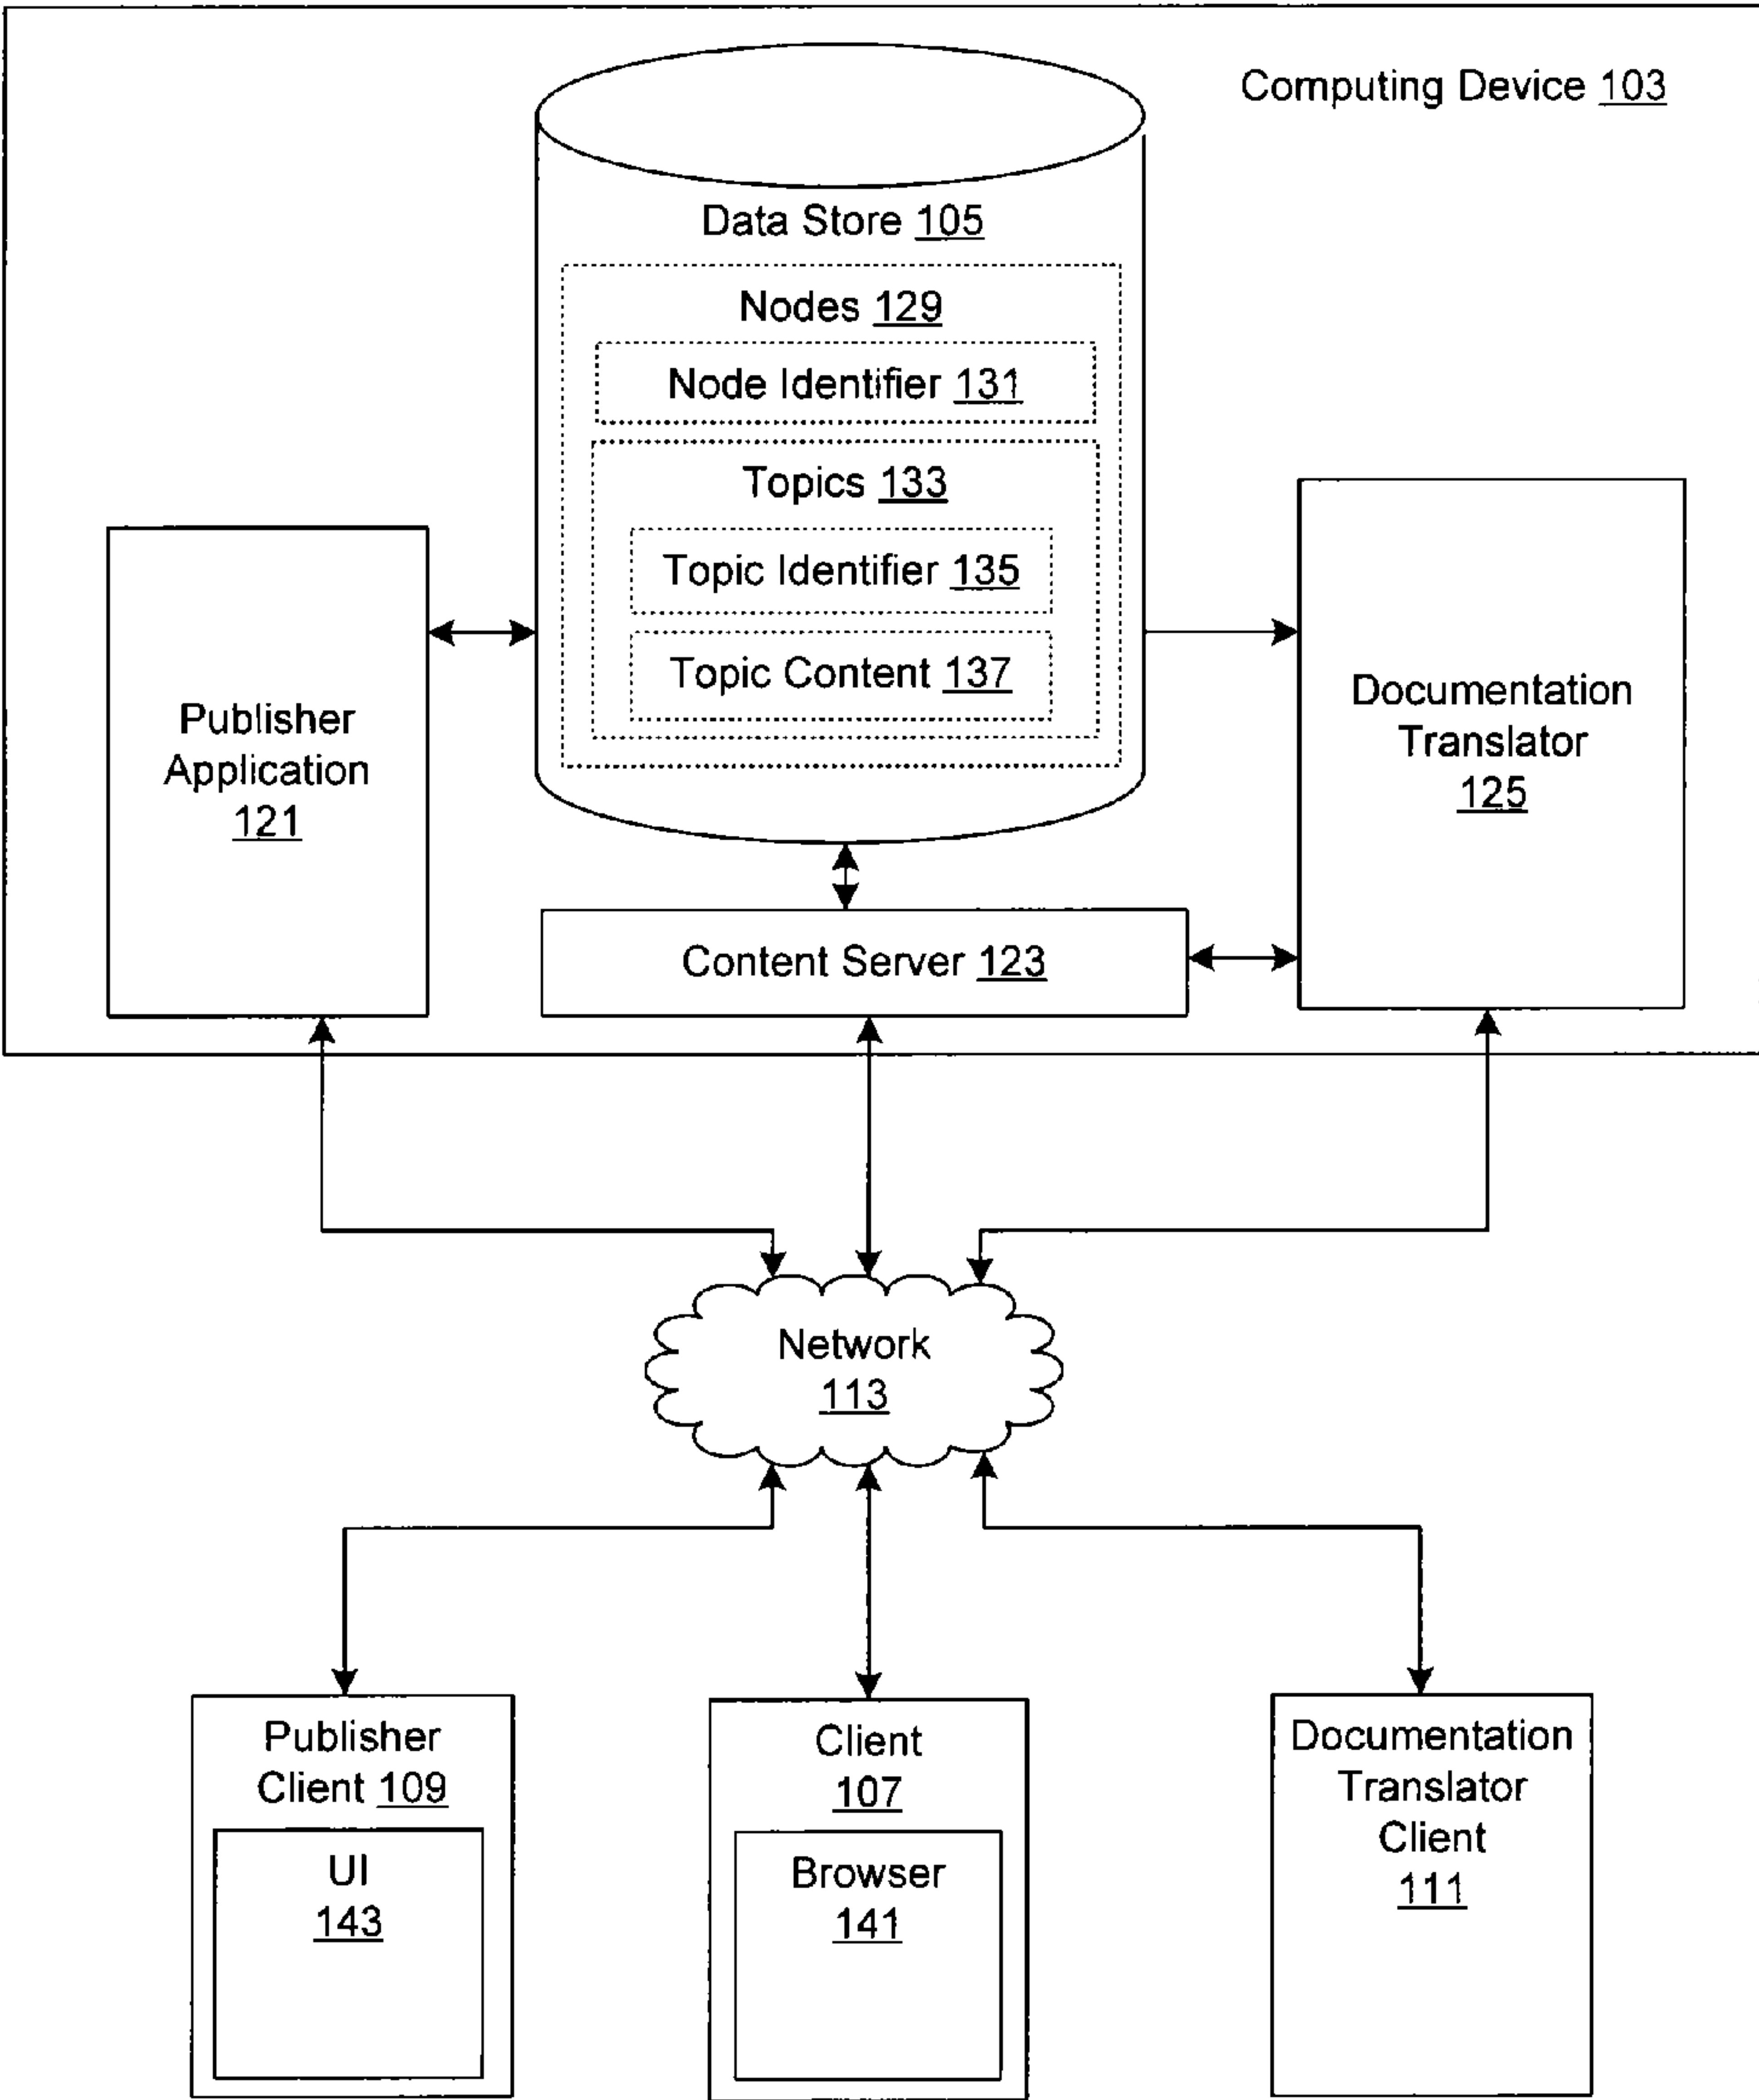 Computing Device 103
Data Store 105
Nodes 129
Node Identifier 131
Topics 133
Topic Identifier 135
Topic Content 137
Publisher
Application
121
Documentation
Translator
125
Content Server 123
Network
113
Publisher
Client 109
UI
143
Client
107
Browser
141
Documentation
Translator
Client
111